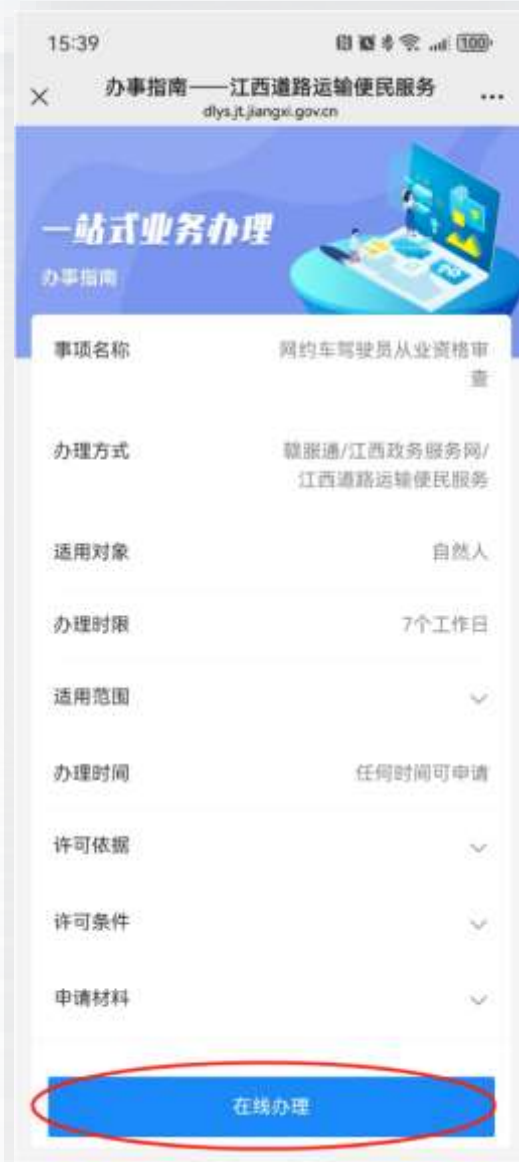 15:39
100
办事指南——江西道路运输便民服务
dlys.jt.jiangxi.gov.cn
一站式业务办理
办事指南
事项名称
网约车驾驶员从业资格审
查
办理方式
赣服通/江西政务服务网/
江西道路运输便民服务
适用对象
自然人
办理时限
7个工作日
适用范围
办理时间
任何时间可申请
许可依据
许可条件
申请材料
在线办理